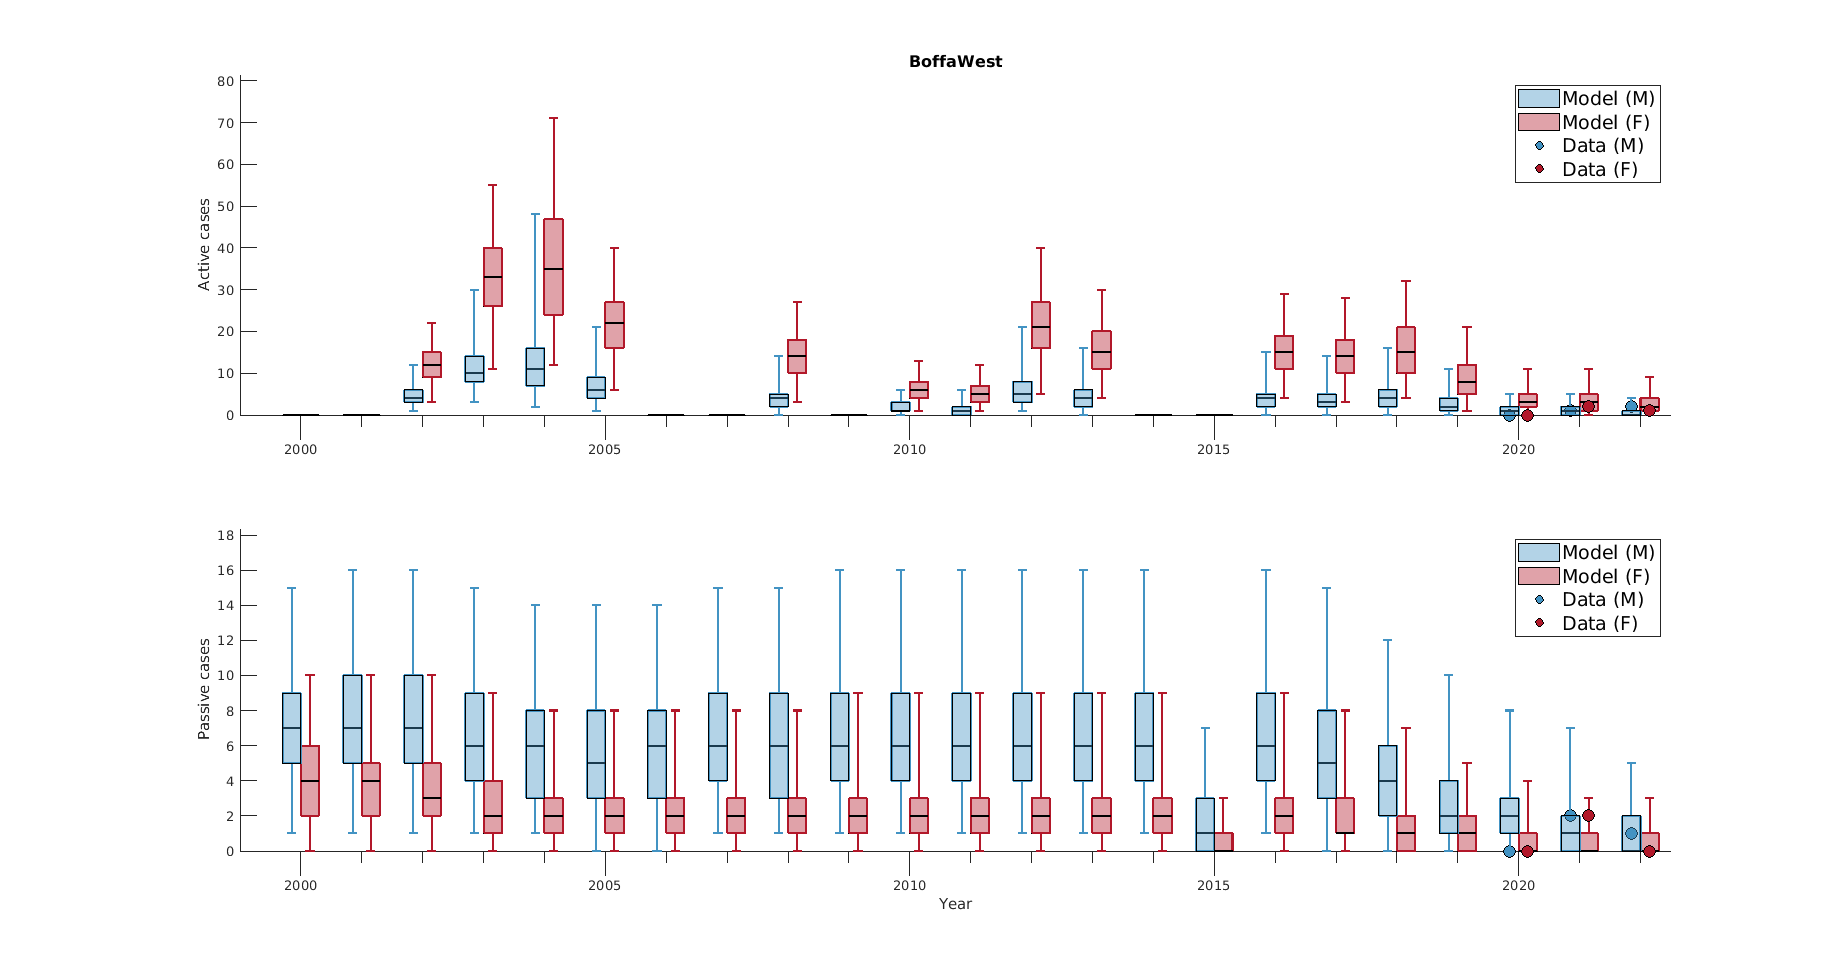 BoffaWest
80
70
60
50
40
30
20
10
0
Active cases
2000 2005 2010 2015 2020
Model (M)
Model (F)
Data (M)
Data (F)
18
16
14
12
10
8
6
4
2
0
Passive cases
2000 2005 2010 2015 2020
Year
Model (M)
Model (F)
Data (M)
Data (F)